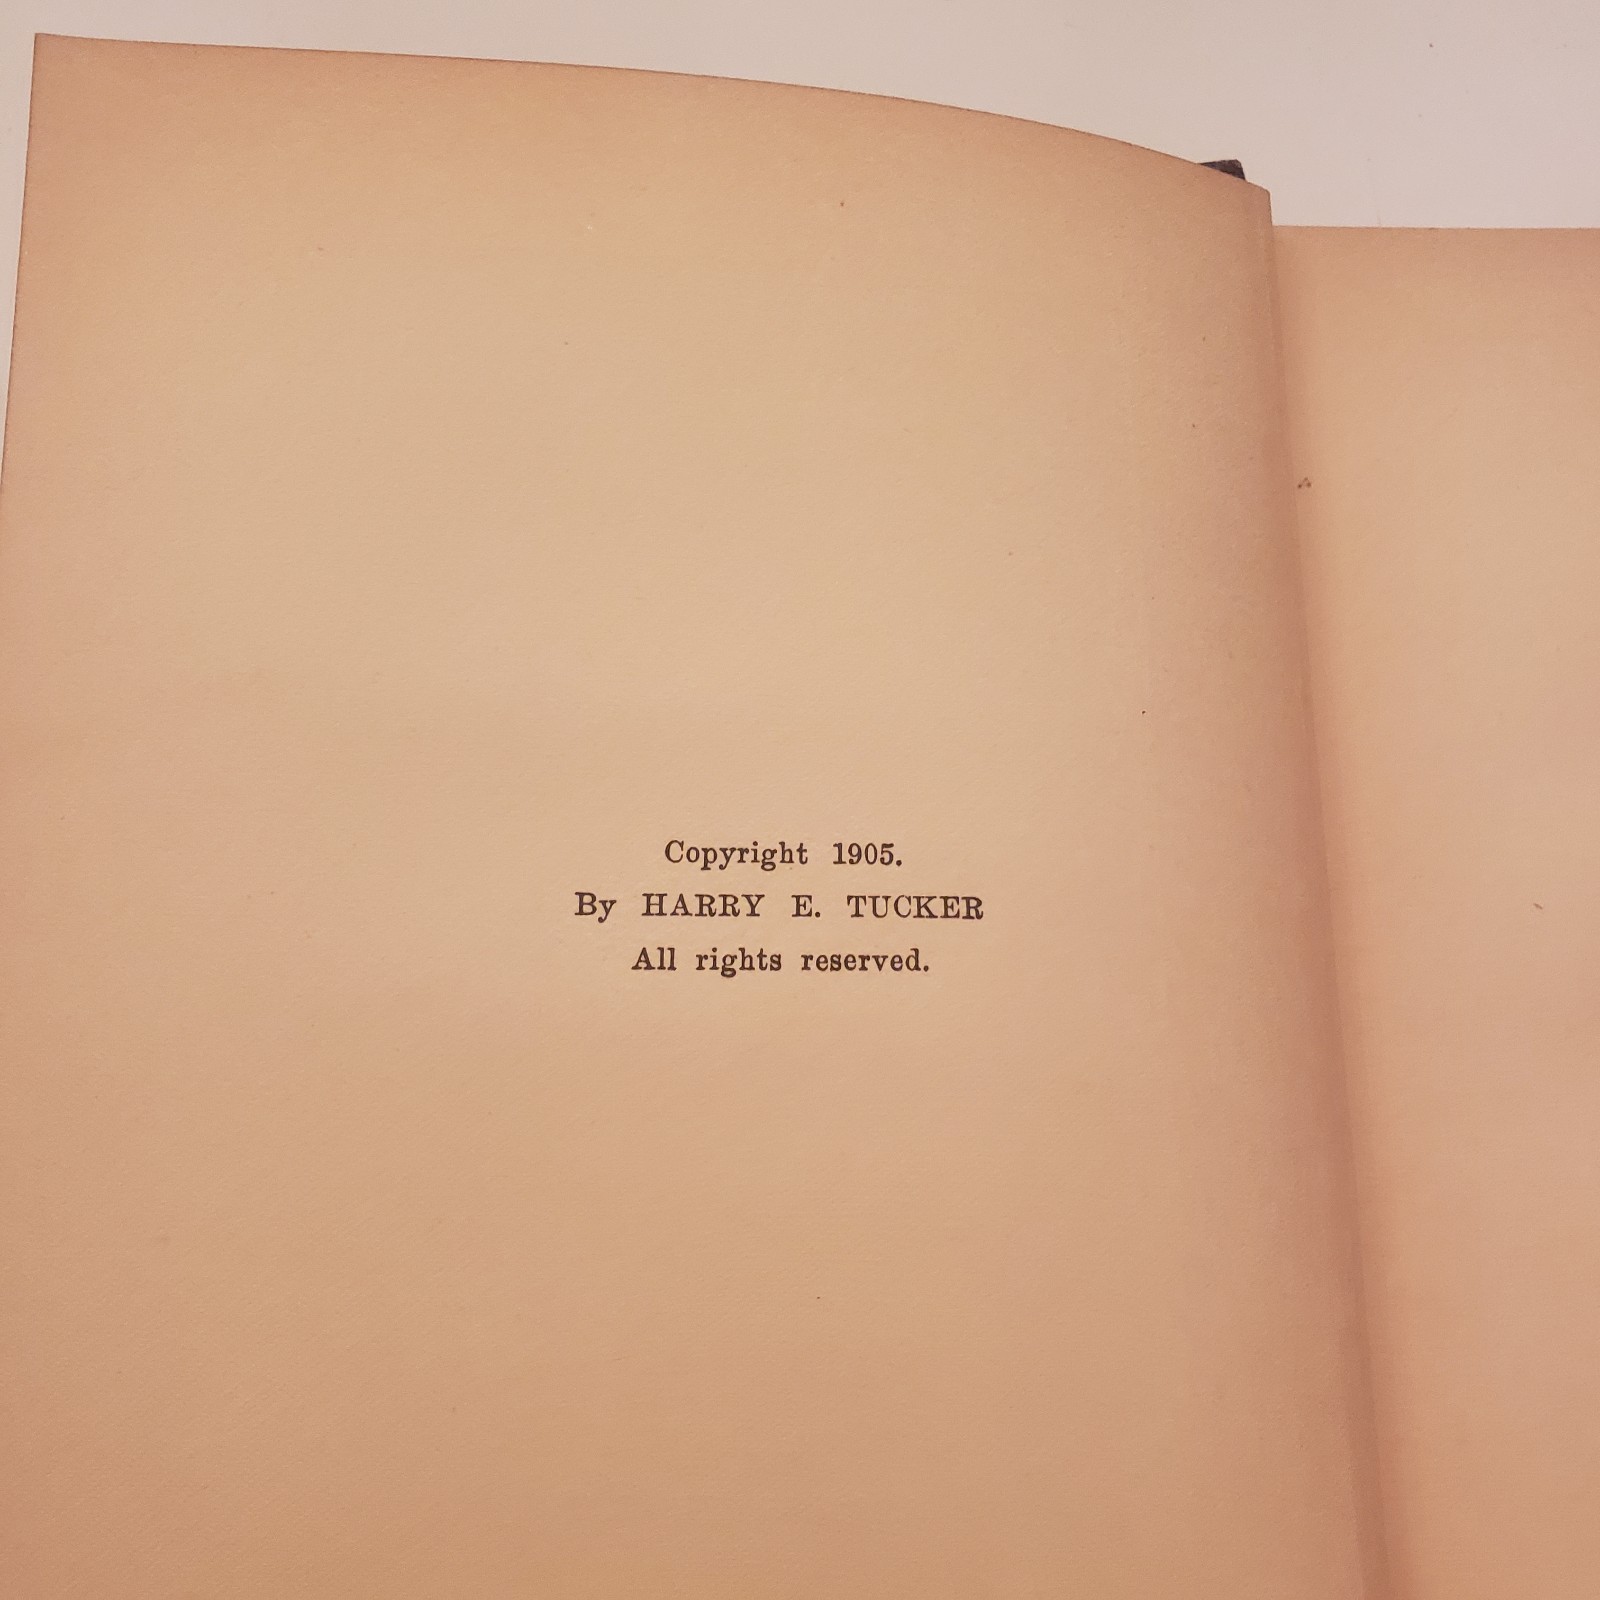 Copyright 1905.
By HARRY E. TUCKER
All rights reserved.